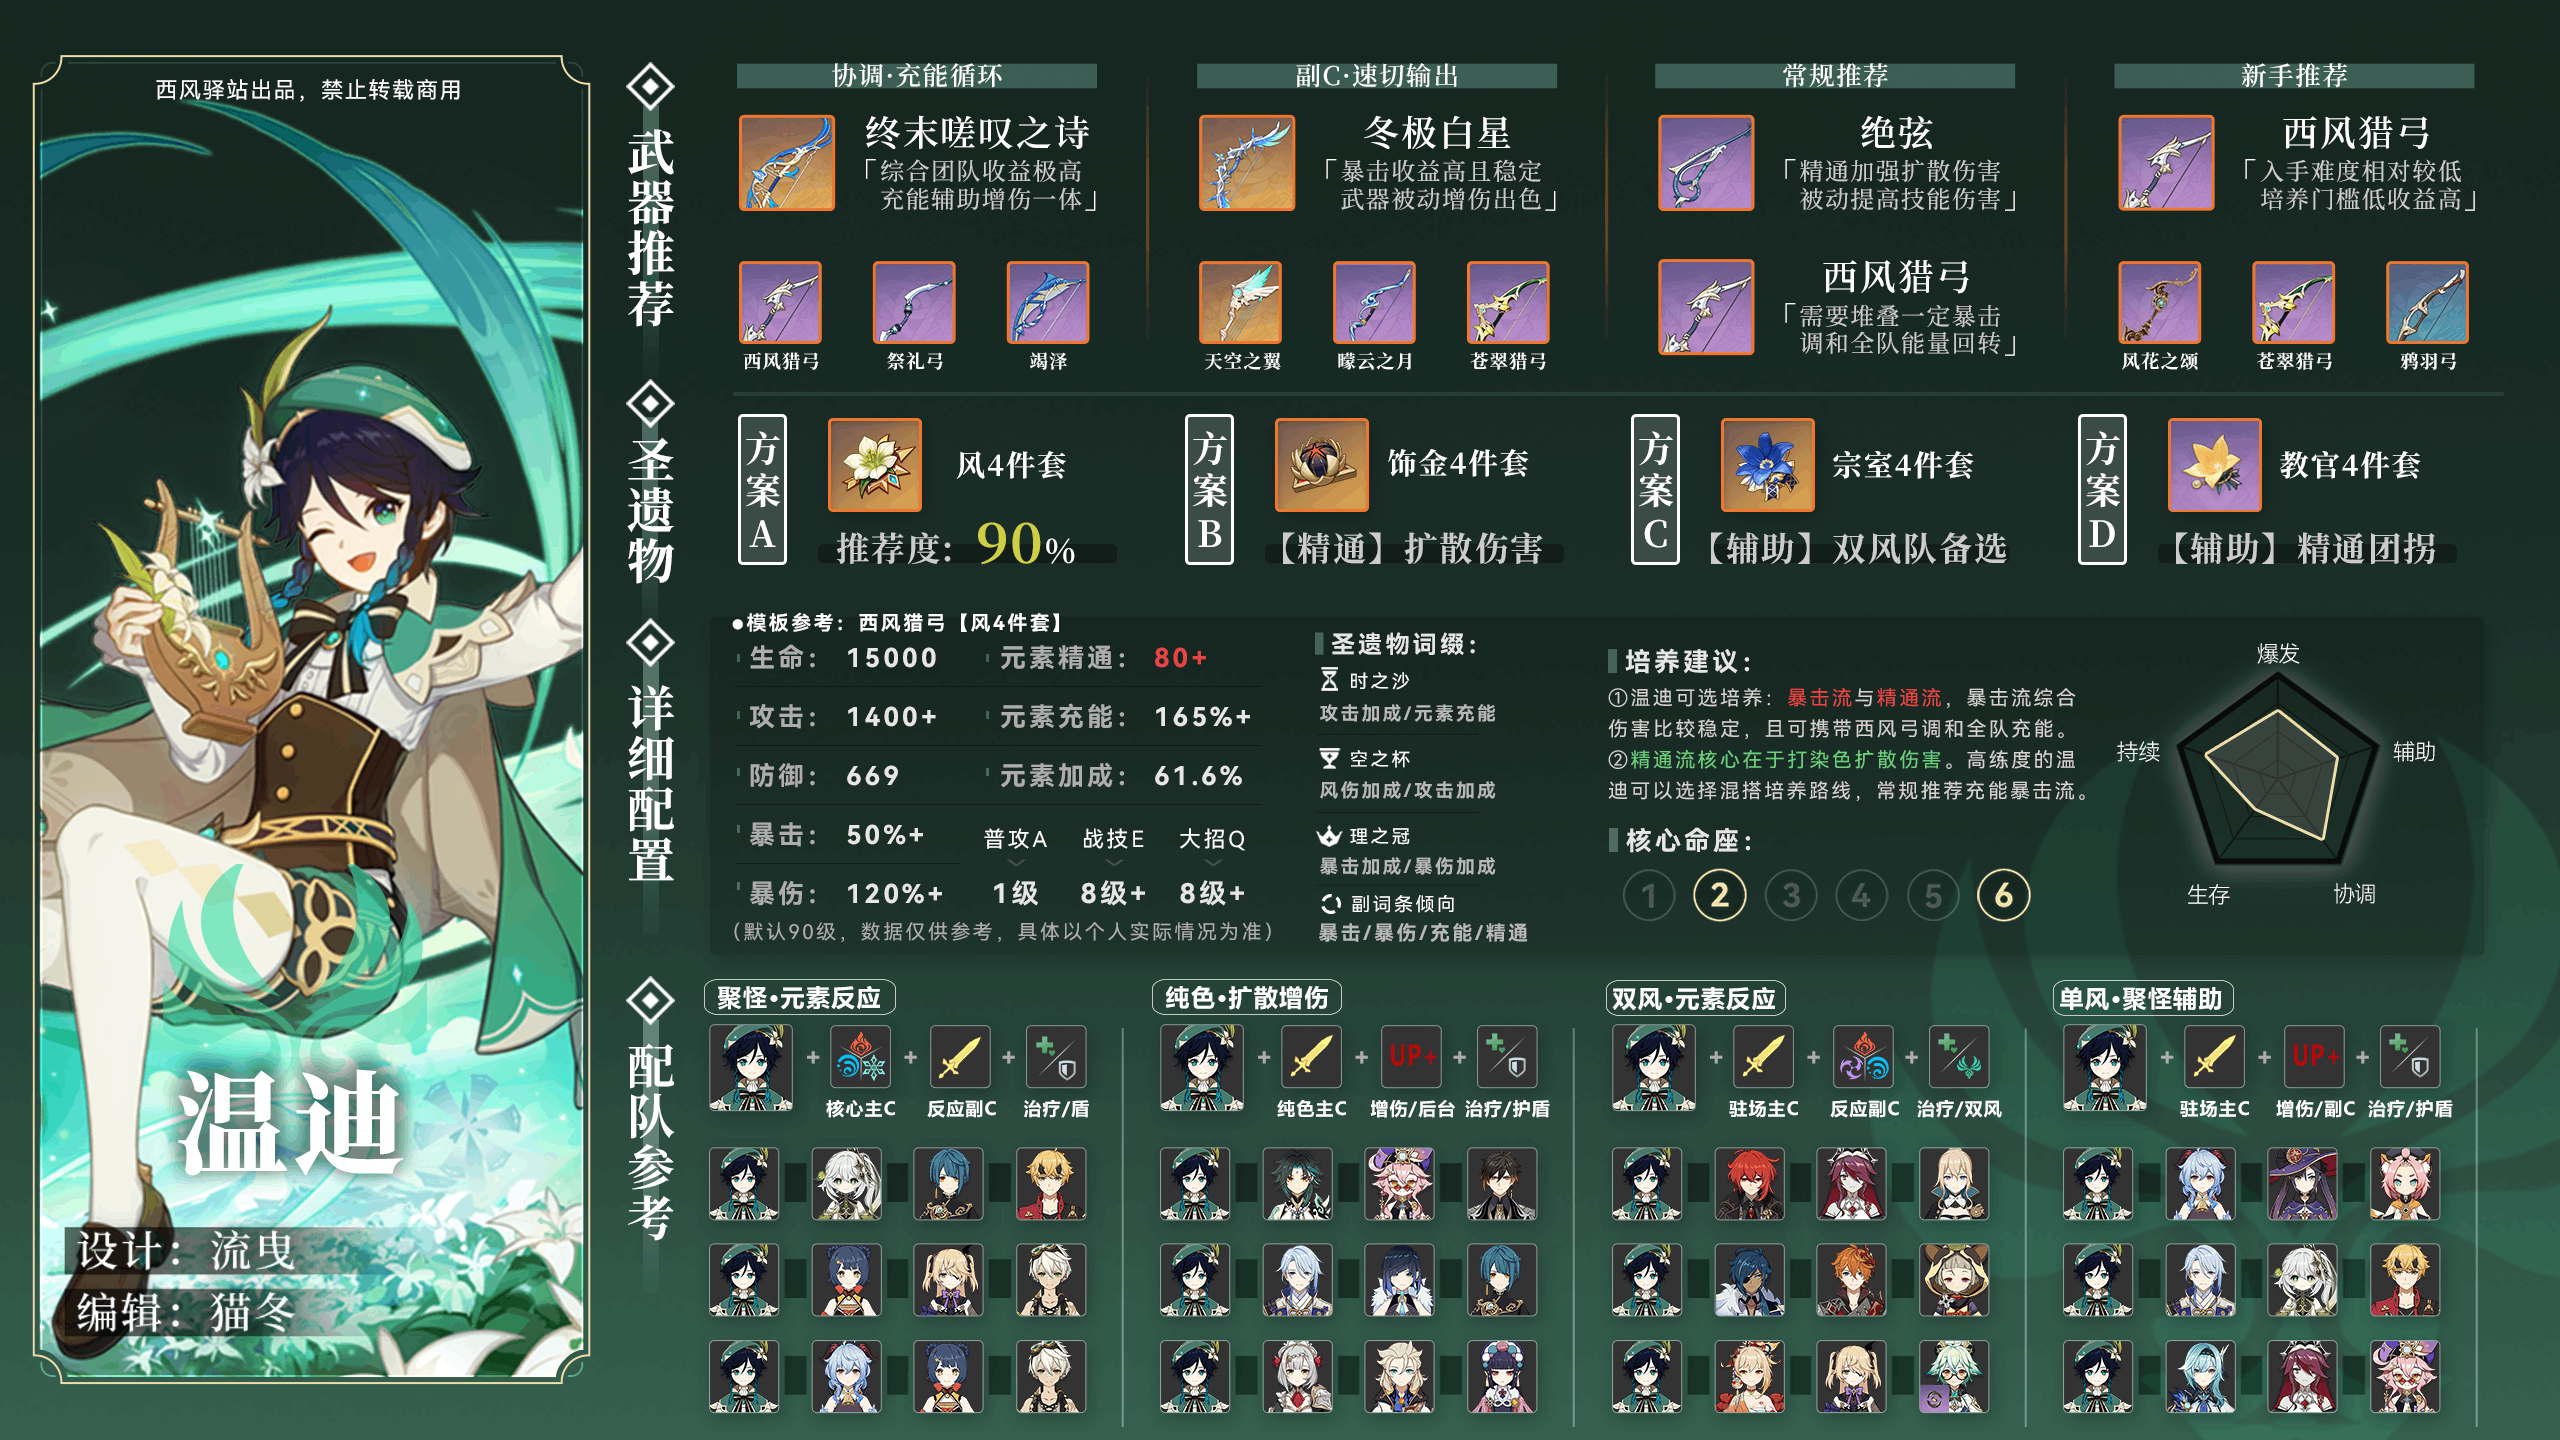 西风驿站出品，禁止转载商用
温迪
设计：流曳
编辑：猫冬
武器推荐
协调·充能循环
终末嗟叹之诗
「综合团队收益极高
充能辅助增伤一体」
西风猎弓
祭礼弓
竭泽
副C·速切输出
冬极白星
「暴击收益高且稳定
武器被动增伤出色」
天空之翼
曚云之月
苍翠猎弓
常规推荐
绝弦
「精通加强扩散伤害
被动提高技能伤害」
西风猎弓
「需要堆叠一定暴击
调和全队能量回转」
新手推荐
西风猎弓
「入手难度相对较低
培养门槛低收益高」
风花之颂
苍翠猎弓
鸦羽弓
圣遗物
方案A
风4件套
推荐度：90%
方案B
饰金4件套
【精通】扩散伤害
方案C
宗室4件套
【辅助】双风队备选
方案D
教官4件套
【辅助】精通团拐
详细配置
●模板参考：西风猎弓【风4件套】
生命：15000 元素精通：80+
攻击：1400+ 元素充能：165%+
防御：669 元素加成：61.6%
暴击：50%+ 普攻A 战技E 大招Q
暴伤：120%+ 1级 8级+ 8级+
（默认90级，数据仅供参考，具体以个人实际情况为准）
圣遗物词缀：
时之沙
攻击加成/元素充能
空之杯
风伤加成/攻击加成
理之冠
暴击加成/暴伤加成
副词条倾向
暴击/暴伤/充能/精通
培养建议：
①温迪可选培养：暴击流与精通流，暴击流综合
伤害比较稳定，且可携带西风弓调和全队充能。
②精通流核心在于打染色扩散伤害。高练度的温
迪可以选择混搭培养路线，常规推荐充能暴击流。
核心命座：
1 2 3 4 5 6
爆发
持续
辅助
生存
协调
配队参考
聚怪·元素反应
+ + +
核心主C 反应副C 治疗/盾
纯色·扩散增伤
+ + UP+ +
纯色主C 增伤/后台 治疗/护盾
双风·元素反应
+ + +
驻场主C 反应副C 治疗/双风
单风·聚怪辅助
+ + UP+ +
驻场主C 增伤/副C 治疗/护盾